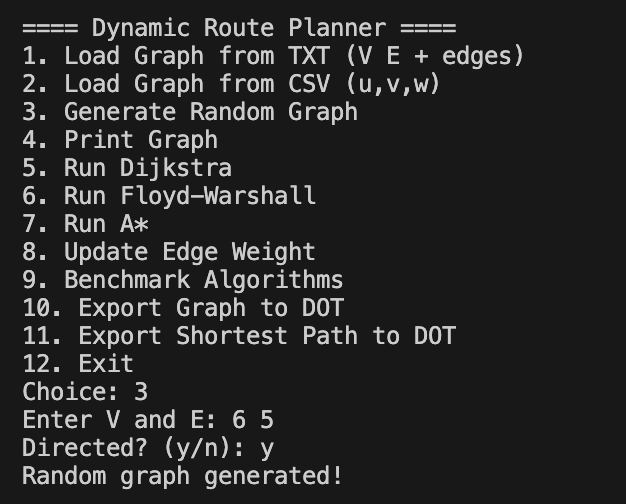 ==== Dynamic Route Planner ====
1. Load Graph from TXT (V E + edges)
2. Load Graph from CSV (u,v,w)
3. Generate Random Graph
4. Print Graph
5. Run Dijkstra
6. Run Floyd-Warshall
7. Run A*
8. Update Edge Weight
9. Benchmark Algorithms
10. Export Graph to DOT
11. Export Shortest Path to DOT
12. Exit
Choice: 3
Enter V and E: 6 5
Directed? (y/n): y
Random graph generated!